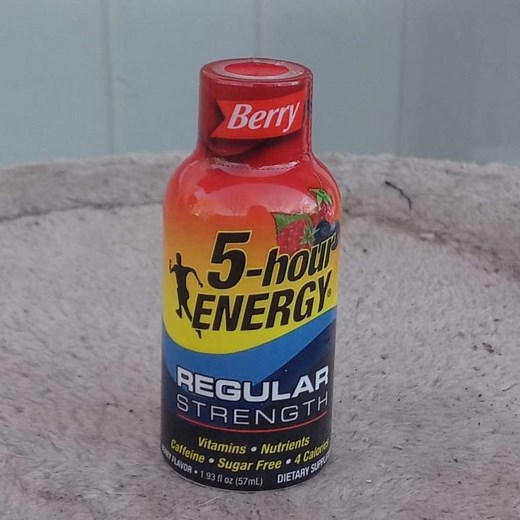 Berry
5-hour
ENERGY®
REGULAR
STRENGTH
Vitamins • Nutrients
Caffeine • Sugar Free • 4 Calories
FLAVOR • 1.93 fl oz (57mL) DIETARY